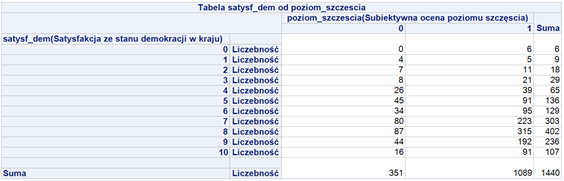 Tabela satysf_dem od poziom_szczescia
poziom_szczescia(Subiektywna ocena poziomu szczęścia)
0 1 Suma
satysf_dem(Satysfakcja ze stanu demokracji w kraju)
0 Liczebność 0 6 6
1 Liczebność 4 5 9
2 Liczebność 7 11 18
3 Liczebność 8 21 29
4 Liczebność 26 39 65
5 Liczebność 45 91 136
6 Liczebność 34 95 129
7 Liczebność 80 223 303
8 Liczebność 87 315 402
9 Liczebność 44 192 236
10 Liczebność 16 91 107
Suma Liczebność 351 1089 1440